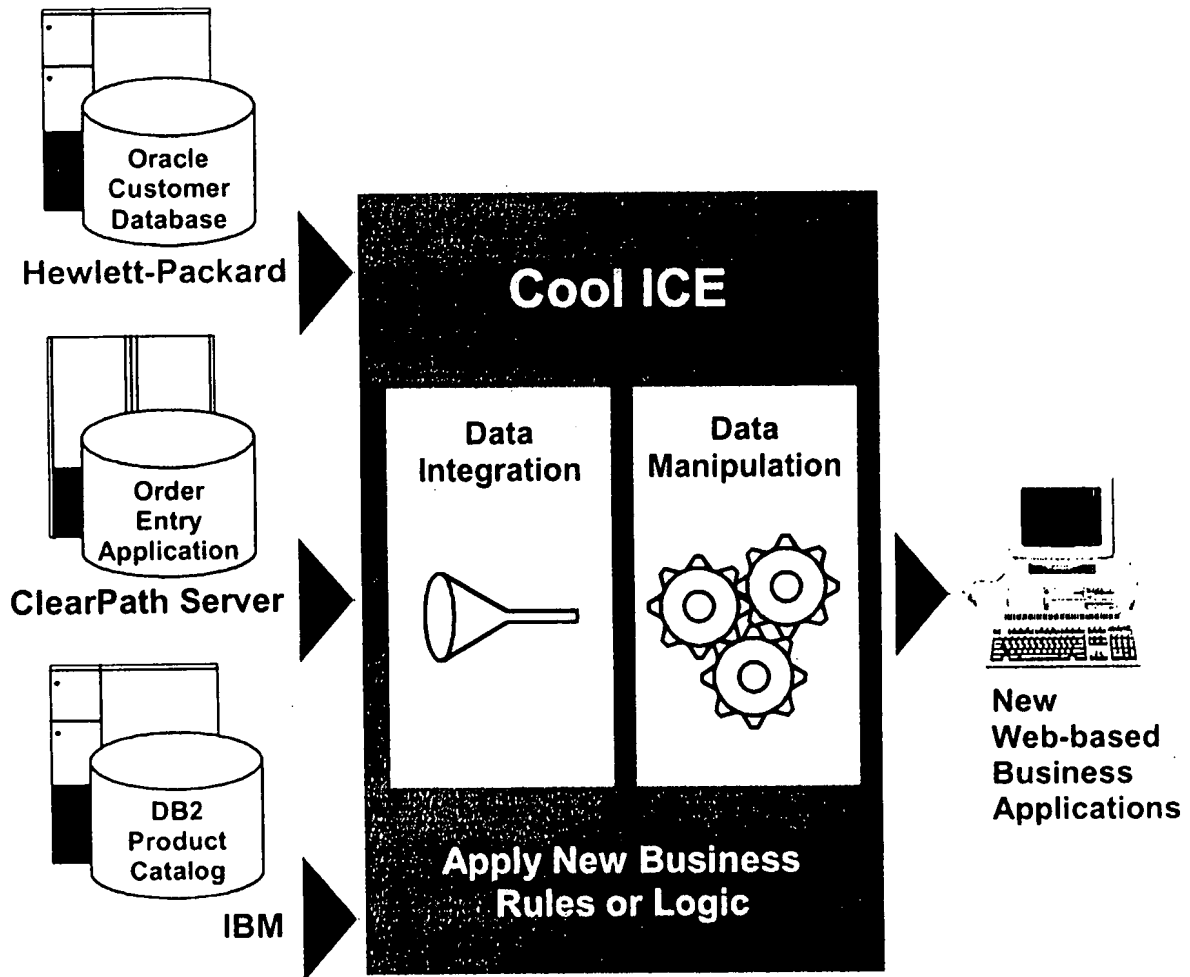 Oracle
Customer
Database
Hewlett-Packard
Order
Entry
Application
ClearPath Server
DB2
Product
Catalog
IBM
Cool ICE
Data
Integration
Data
Manipulation
Apply New Business
Rules or Logic
New
Web-based
Business
Applications